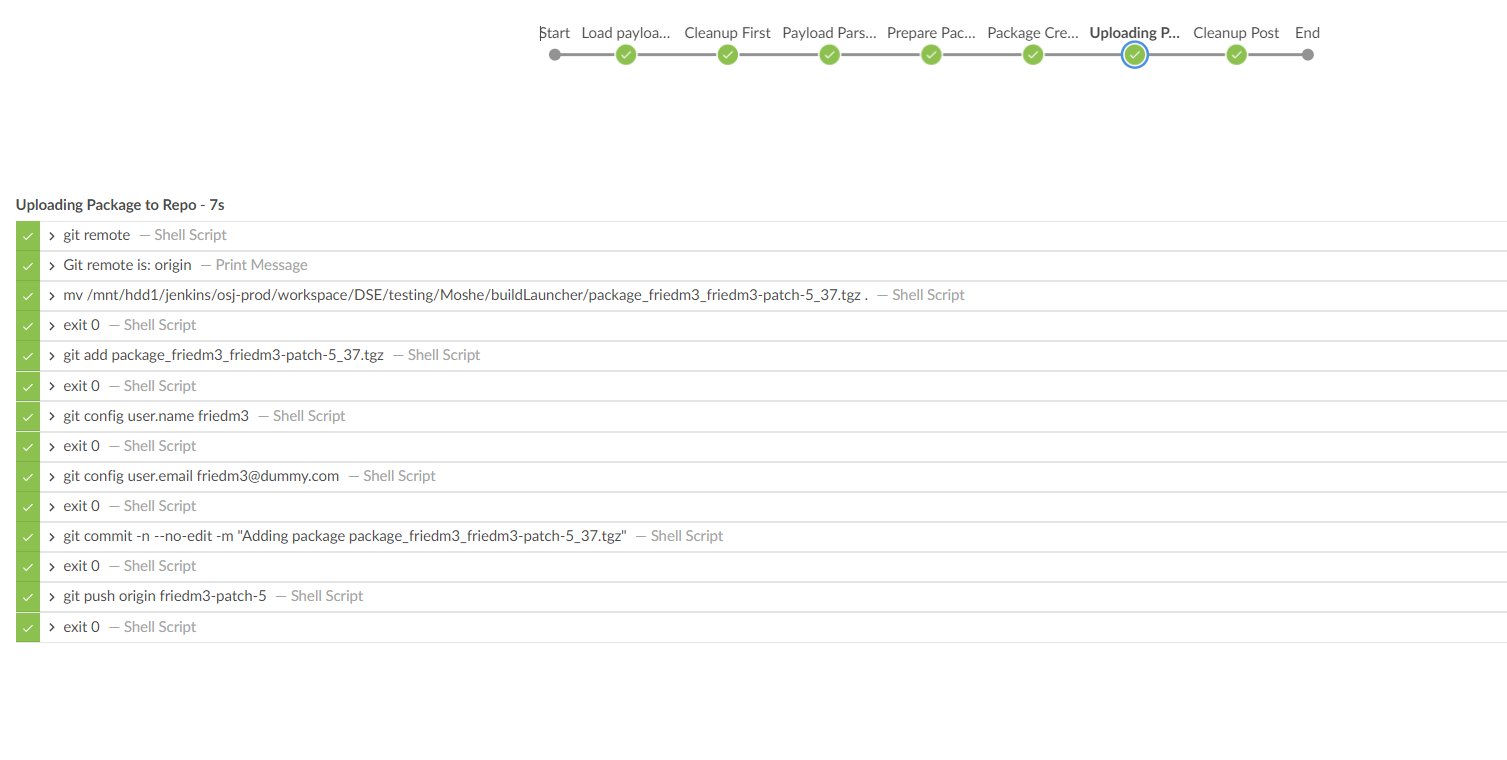 Start Load payloa... Cleanup First Payload Pars... Prepare Pac... Package Cre... Uploading P... Cleanup Post End
Uploading Package to Repo - 7s
git remote — Shell Script
Git remote is: origin — Print Message
mv /mnt/hdd1/jenkins/osj-prod/workspace/DSE/testing/Moshe/buildLauncher/package_friedm3_friedm3-patch-5_37.tgz . — Shell Script
exit 0 — Shell Script
git add package_friedm3_friedm3-patch-5_37.tgz — Shell Script
exit 0 — Shell Script
git config user.name friedm3 — Shell Script
exit 0 — Shell Script
git config user.email friedm3@dummy.com — Shell Script
exit 0 — Shell Script
git commit -n --no-edit -m "Adding package package_friedm3_friedm3-patch-5_37.tgz" — Shell Script
exit 0 — Shell Script
git push origin friedm3-patch-5 — Shell Script
exit 0 — Shell Script